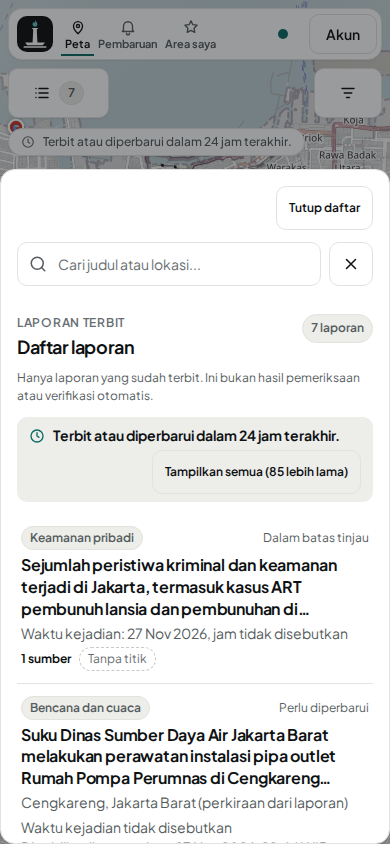 Peta
Pembaruan
Area saya
Akun
7
Koja
Terbit atau diperbarui dalam 24 jam terakhir.
Rawa Badak
Tutup daftar
Cari judul atau lokasi...
LAPORAN TERBIT
7 laporan
Daftar laporan
Hanya laporan yang sudah terbit. Ini bukan hasil pemeriksaan
atau verifikasi otomatis.
Terbit atau diperbarui dalam 24 jam terakhir.
Tampilkan semua (85 lebih lama)
Keamanan pribadi
Dalam batas tinjau
Sejumlah peristiwa kriminal dan keamanan
terjadi di Jakarta, termasuk kasus ART
pembunuh lansia dan pembunuhan di…
Waktu kejadian: 27 Nov 2026, jam tidak disebutkan
1 sumber
Tanpa titik
Bencana dan cuaca
Perlu diperbarui
Suku Dinas Sumber Daya Air Jakarta Barat
melakukan perawatan instalasi pipa outlet
Rumah Pompa Perumnas di Cengkareng…
Cengkareng, Jakarta Barat (perkiraan dari laporan)
Waktu kejadian tidak disebutkan